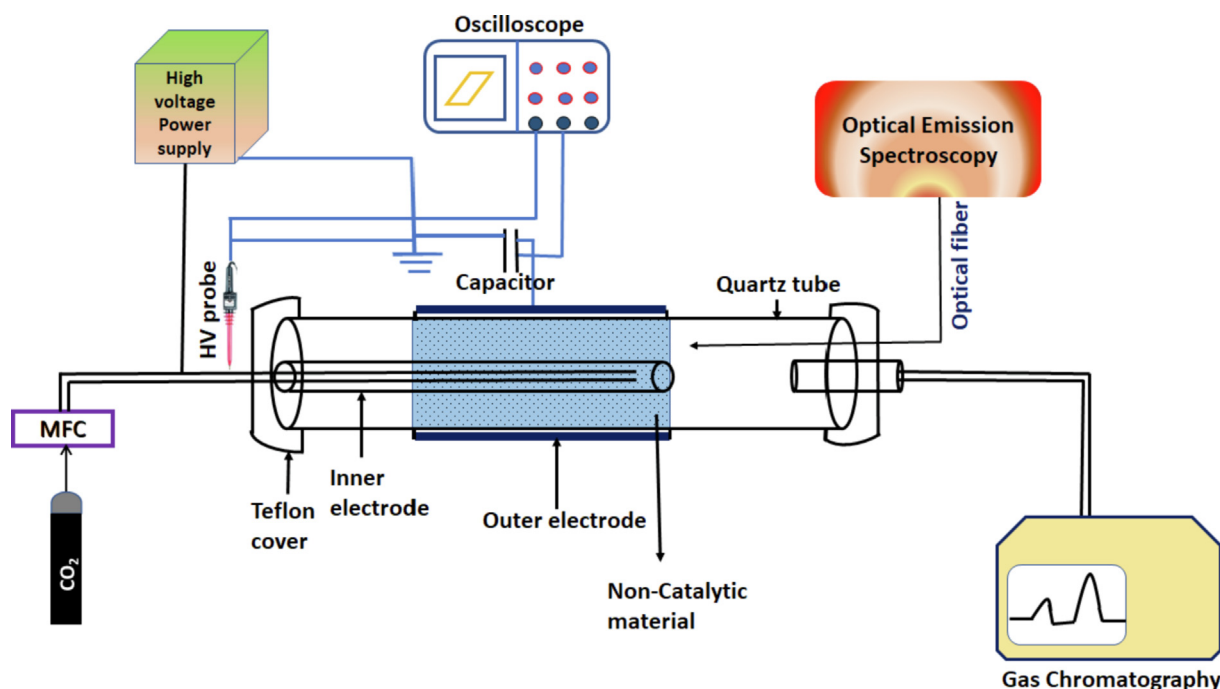 Oscilloscope
High
voltage
Power
supply
Optical Emission
Spectroscopy
HV probe
Capacitor
Quartz tube
Optical fiber
MFC
CO₂
Teflon
cover
Inner
electrode
Outer electrode
Non-Catalytic
material
Gas Chromatography